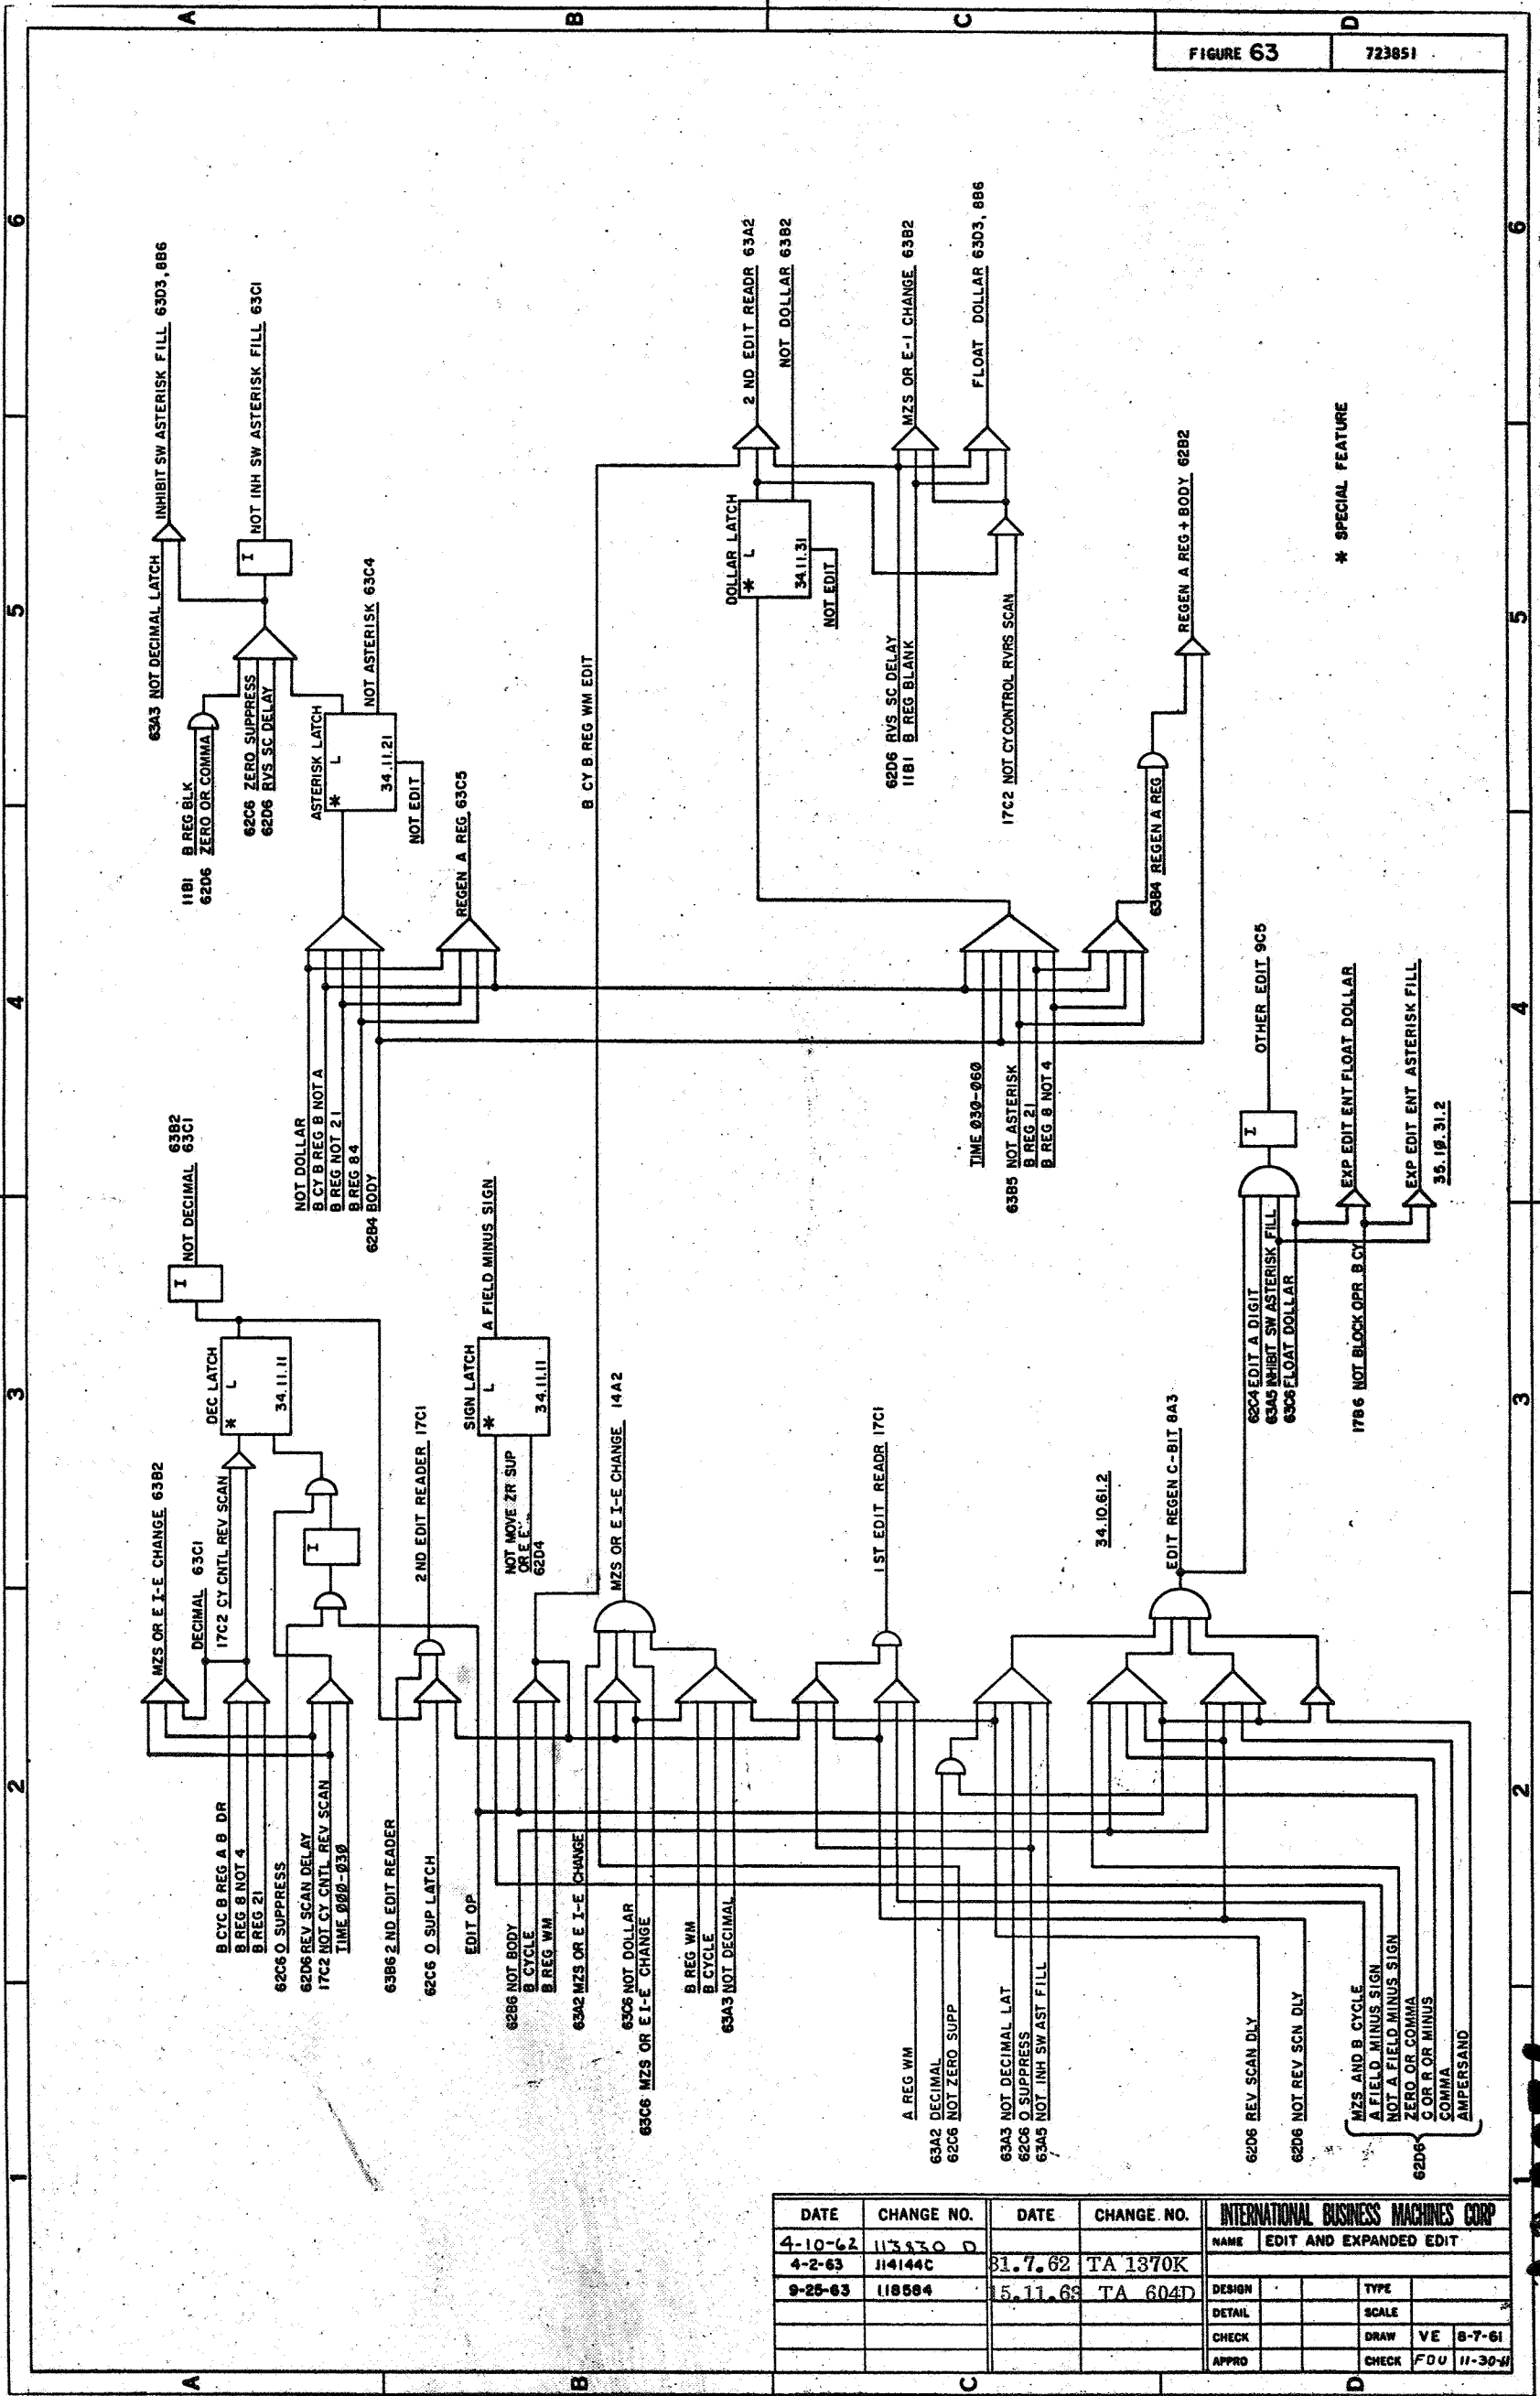 A
B
C
D
FIGURE 63
723851
6
63A3 NOT DECIMAL LATCH
INHIBIT SW ASTERISK FILL 63D3, 8B6
11B1 B REG BLK
62D6 ZERO OR COMMA
62C6 ZERO SUPPRESS
62D6 RVS SC DELAY
I
NOT INH SW ASTERISK FILL 63C1
ASTERISK LATCH
* L
34.11.21
NOT ASTERISK 63C4
NOT EDIT
REGEN A REG 63C5
B CY B REG WM EDIT
DOLLAR LATCH
* L
34.11.31
NOT EDIT
2 ND EDIT READR 63A2
NOT DOLLAR 63B2
MZS OR E-I CHANGE 63B2
FLOAT DOLLAR 63D3, 8B6
62D6 RVS SC DELAY
11B1 B REG BLANK
17C2 NOT CYCONTROL RVRS SCAN
REGEN A REG + BODY 62B2
63B4 REGEN A REG
* SPECIAL FEATURE
5
4
NOT DOLLAR
B CY B REG B NOT A
B REG NOT 21
B REG 84
62B4 BODY
TIME 030-060
63B5 NOT ASTERISK
B REG 21
B REG 8 NOT 4
OTHER EDIT 9C5
I
EXP EDIT ENT FLOAT DOLLAR
EXP EDIT ENT ASTERISK FILL
35.10.31.2
62C4 EDIT A DIGIT
63A5 INHIBIT SW ASTERISK FILL
63C6 FLOAT DOLLAR
17B6 NOT BLOCK OPR B CY
3
NOT DECIMAL 63B2
63C1
I
DEC LATCH
* L
34.11.11
MZS OR E I-E CHANGE 63B2
DECIMAL 63C1
17C2 CY CNTL REV SCAN
I
2 ND EDIT READER 17C1
A FIELD MINUS SIGN
SIGN LATCH
* L
34.11.11
NOT MOVE ZR SUP
OR E E
62D4
MZS OR E I-E CHANGE 14A2
1 ST EDIT READR 17C1
34.10.61.2
EDIT REGEN C-BIT 8A3
2
B CYC B REG A B DR
B REG 8 NOT 4
B REG 21
62C6 O SUPPRESS
62D6 REV SCAN DELAY
17C2 NOT CY CNTL REV SCAN
TIME 000-030
63B6 2 ND EDIT READER
62C6 O SUP LATCH
EDIT OP
62B6 NOT BODY
B CYCLE
B REG WM
63A2 MZS OR E I-E CHANGE
63C6 NOT DOLLAR
63C6 MZS OR E I-E CHANGE
B REG WM
B CYCLE
63A3 NOT DECIMAL
A REG WM
63A2 DECIMAL
62C6 NOT ZERO SUPP
63A3 NOT DECIMAL LAT
62C6 O SUPPRESS
63A5 NOT INH SW AST FILL
62D6 REV SCAN DLY
62D6 NOT REV SCN DLY
MZS AND B CYCLE
A FIELD MINUS SIGN
NOT A FIELD MINUS SIGN
ZERO OR COMMA
C OR R OR MINUS
COMMA
AMPERSAND
62D6
1
DATE CHANGE NO. DATE CHANGE NO.
4-10-62 113830 D
4-2-63 114144C 31.7.62 TA 1370K
9-25-63 118584 15.11.63 TA 604D
INTERNATIONAL BUSINESS MACHINES CORP
NAME EDIT AND EXPANDED EDIT
DESIGN TYPE
DETAIL SCALE
CHECK DRAW VE 8-7-61
APPRO CHECK FDU 11-30-61
A
B
C
D